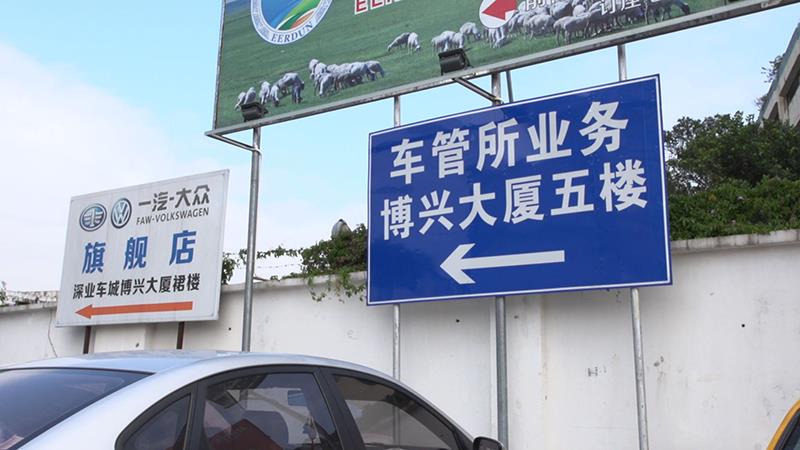 EERDUN
车管所业务
博兴大厦五楼
一汽-大众
FAW-VOLKSWAGEN
旗舰店
深业车城博兴大厦裙楼